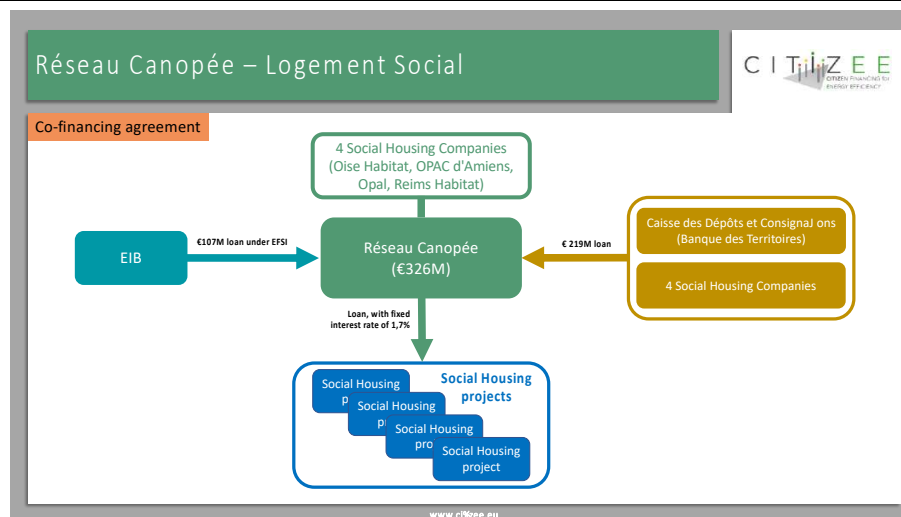 Réseau Canopée – Logement Social
CITIZEE
CITIZEN FINANCING for
ENERGY EFFICIENCY
Co-financing agreement
4 Social Housing Companies
(Oise Habitat, OPAC d'Amiens,
Opal, Reims Habitat)
EIB
€107M loan under EFSI
Réseau Canopée
(€326M)
€ 219M loan
Caisse des Dépôts et ConsignaJ ons
(Banque des Territoires)
4 Social Housing Companies
Loan, with fixed
interest rate of 1,7%
Social Housing
projects
Social Housing
p
Social Housing
p
Social Housing
pro
Social Housing
project